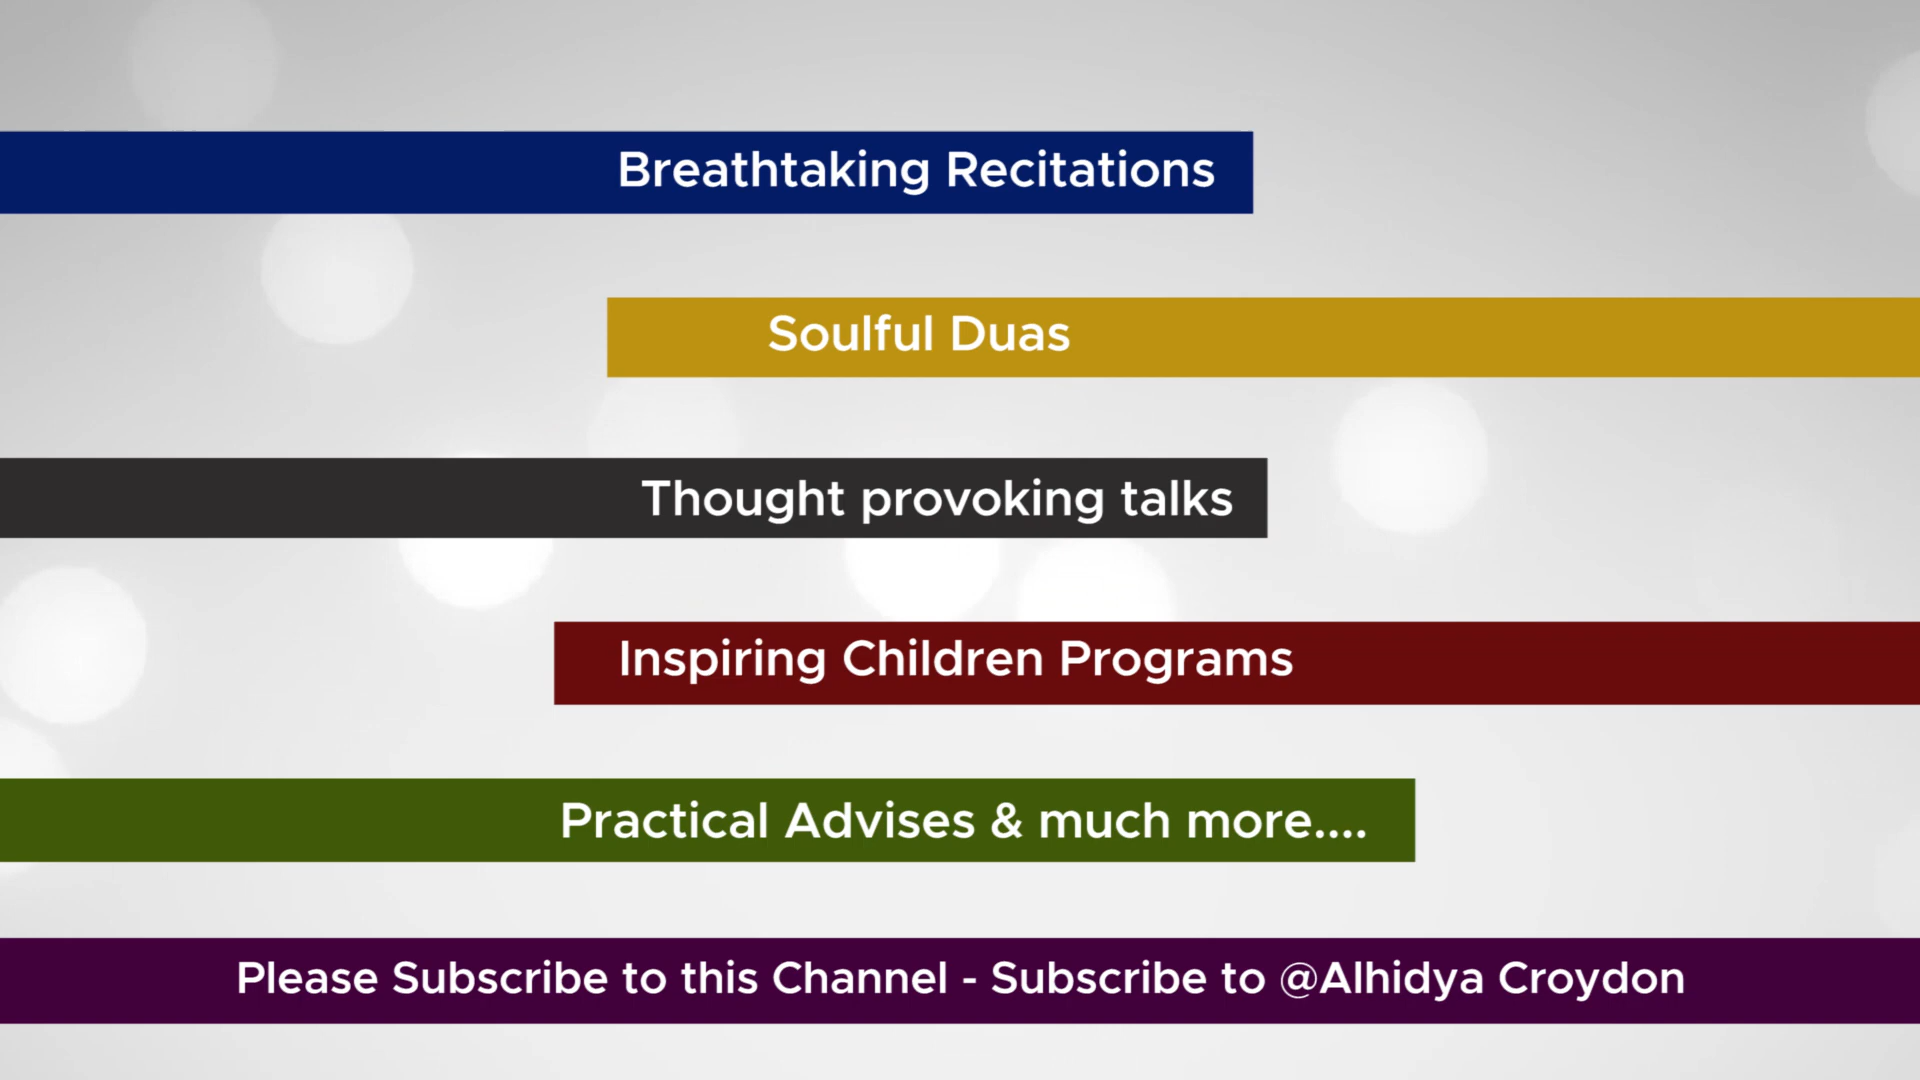 Breathtaking Recitations
Soulful Duas
Thought provoking talks
Inspiring Children Programs
Practical Advises & much more....
Please Subscribe to this Channel - Subscribe to @Alhidya Croydon